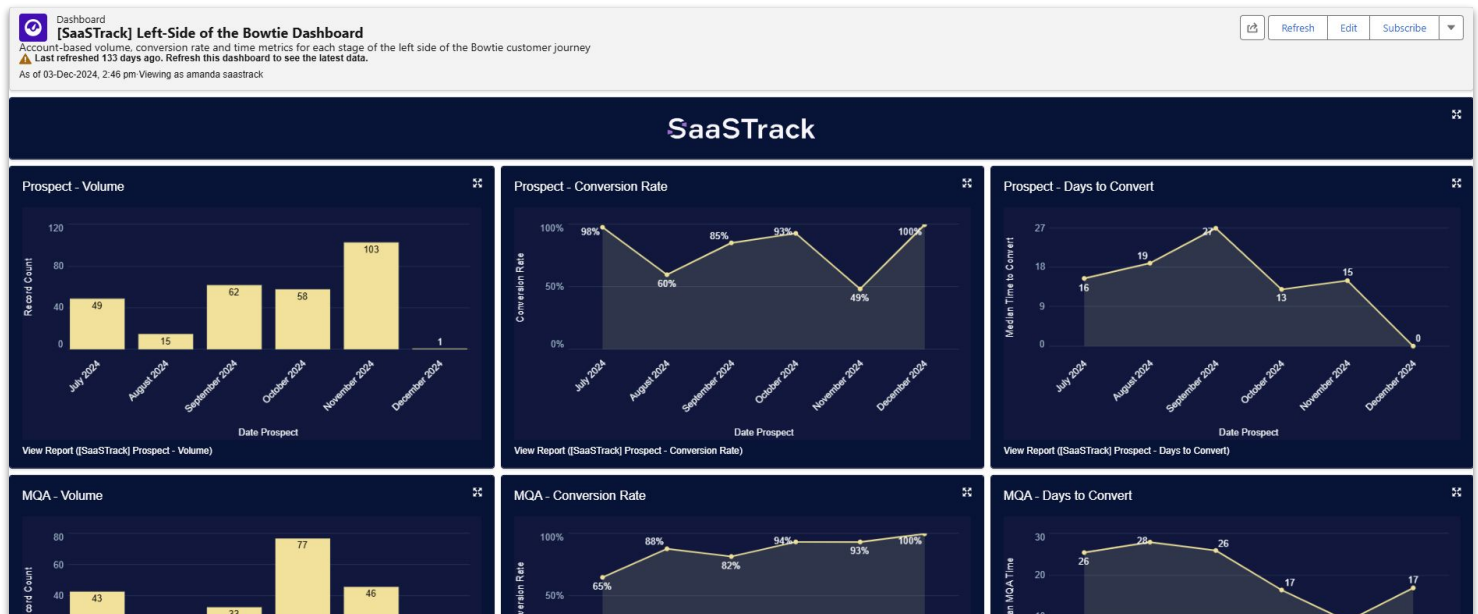 Dashboard
[SaaSTrack] Left-Side of the Bowtie Dashboard
Account-based volume, conversion rate and time metrics for each stage of the left side of the Bowtie customer journey
Last refreshed 133 days ago. Refresh this dashboard to see the latest data.
As of 03-Dec-2024, 2:46 pm·Viewing as amanda saastrack
Refresh Edit Subscribe
SaaSTrack
Prospect - Volume
Record Count
120
80
40
0
49 15 62 58 103 1
July 2024 August 2024 September 2024 October 2024 November 2024 December 2024
Date Prospect
View Report ([SaaSTrack] Prospect - Volume)
Prospect - Conversion Rate
Conversion Rate
100%
50%
0%
98% 60% 85% 93% 49% 100%
July 2024 August 2024 September 2024 October 2024 November 2024 December 2024
Date Prospect
View Report ([SaaSTrack] Prospect - Conversion Rate)
Prospect - Days to Convert
Median Time to Convert
27
18
9
0
16 19 27 13 15 0
July 2024 August 2024 September 2024 October 2024 November 2024 December 2024
Date Prospect
View Report ([SaaSTrack] Prospect - Days to Convert)
MQA - Volume
80
60
40
43 77 46
MQA - Conversion Rate
100%
50%
65% 88% 82% 94% 93% 100%
MQA - Days to Convert
MQA Time
30
20
26 28 26 17 17